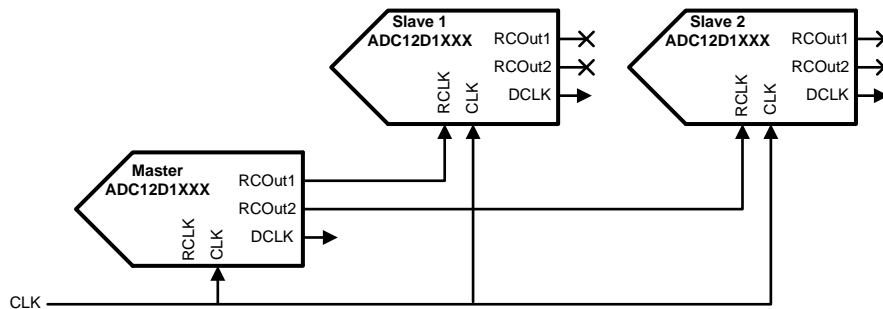 Slave 1
ADC12D1XXX
RCOut1
RCOut2
DCLK
RCLK
CLK
Slave 2
ADC12D1XXX
RCOut1
RCOut2
DCLK
RCLK
CLK
Master
ADC12D1XXX
RCOut1
RCOut2
DCLK
RCLK
CLK
CLK